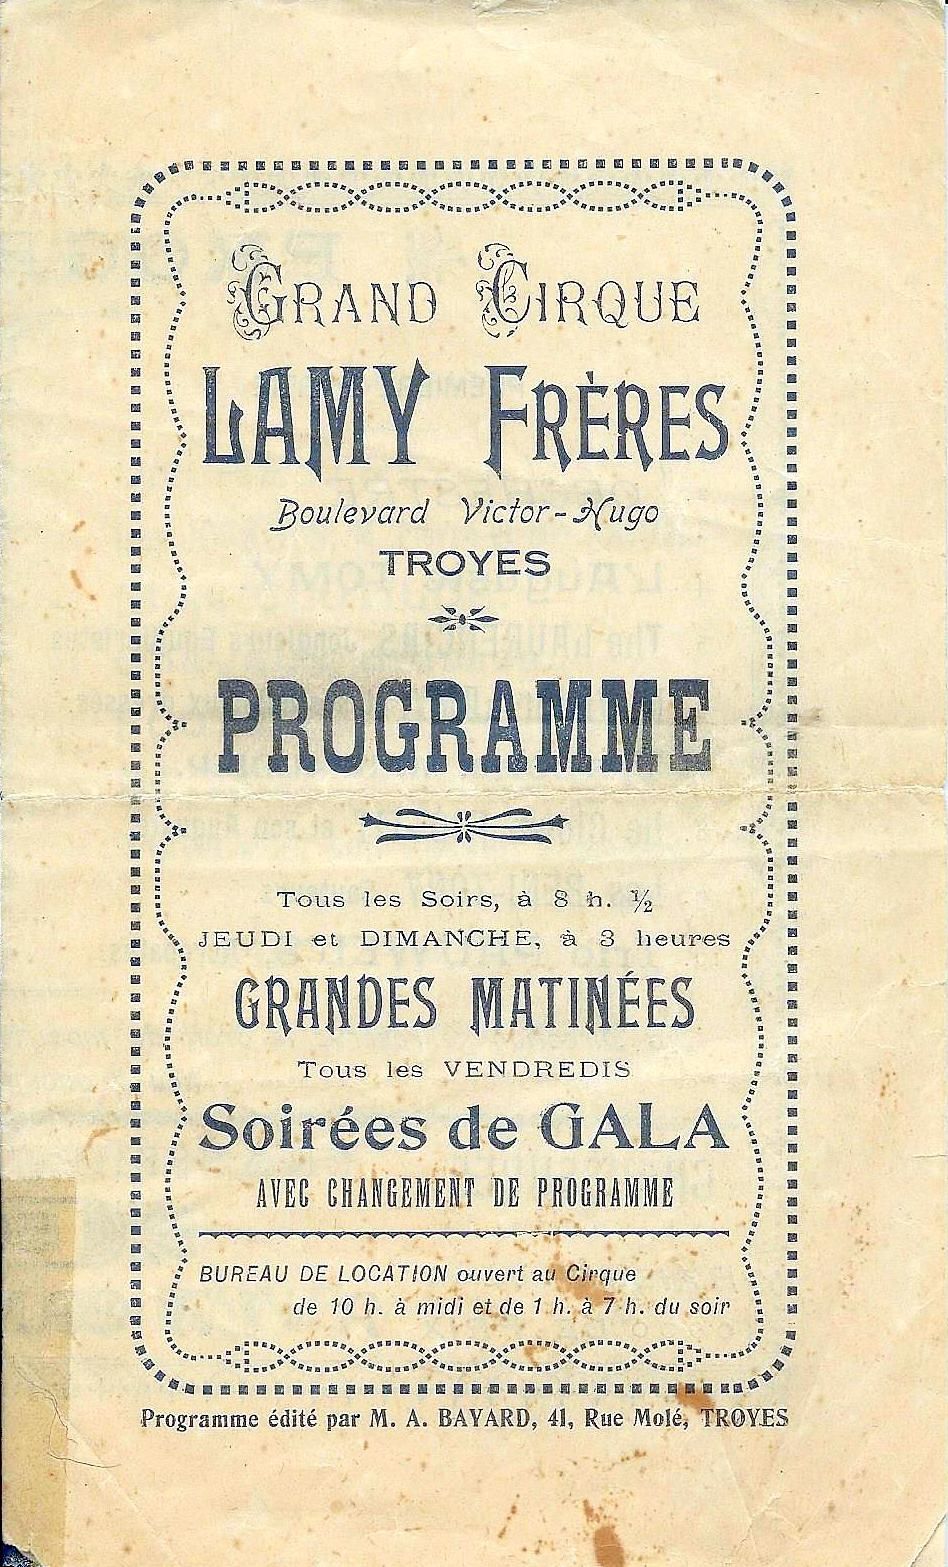 GRAND CIRQUE
LAMY FRÈRES
Boulevard Victor-Hugo
TROYES
PROGRAMME
Tous les Soirs, à 8 h. ½
JEUDI et DIMANCHE, à 3 heures
GRANDES MATINÉES
Tous les VENDREDIS
Soirées de GALA
AVEC CHANGEMENT DE PROGRAMME
BUREAU DE LOCATION ouvert au Cirque
de 10 h. à midi et de 1 h. à 7 h. du soir
Programme édité par M. A. BAYARD, 41, Rue Molé, TROYES